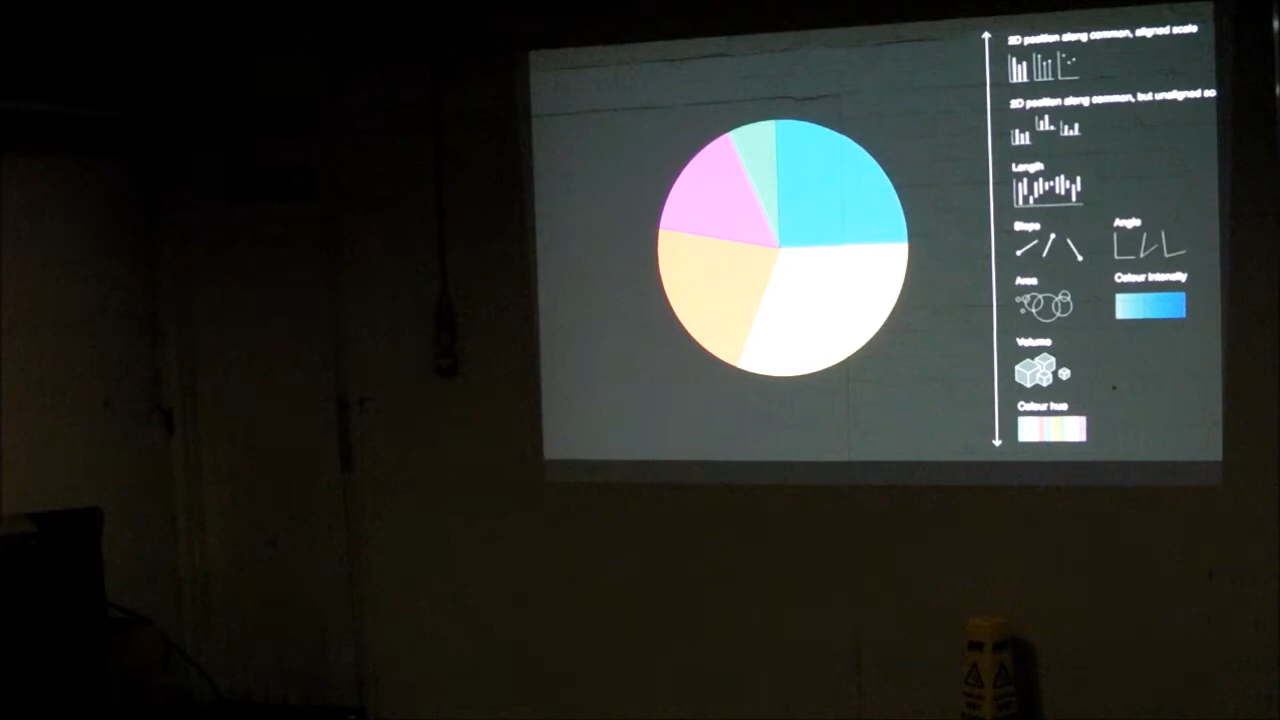 2D position along common, aligned scale
2D position along common, but unaligned sc
Length
Slope
Angle
Area
Colour intensity
Volume
Colour hue